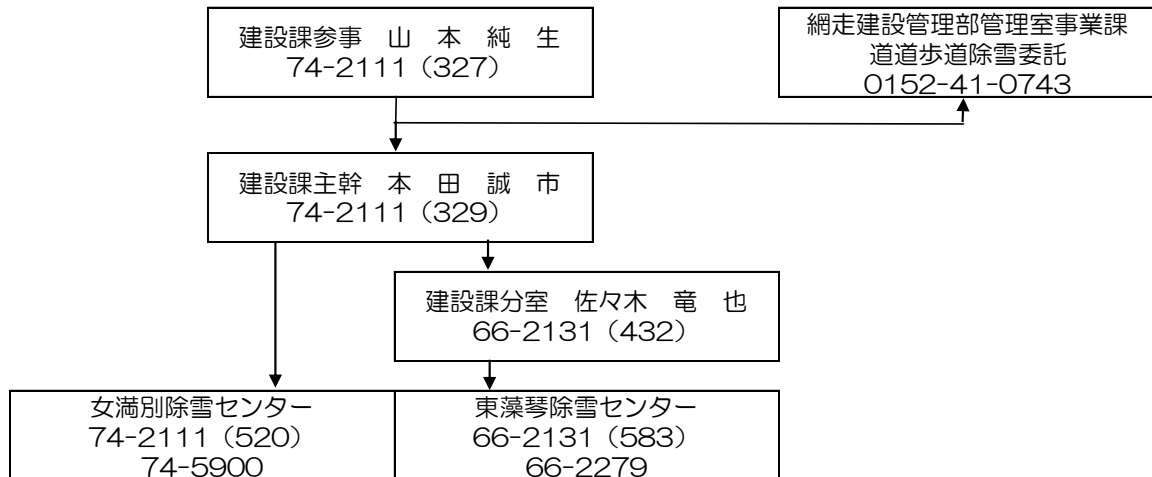 建設課参事　山　本　純　生
74-2111（327）
網走建設管理部管理室事業課
道道歩道除雪委託
0152-41-0743
建設課主幹　本　田　誠　市
74-2111（329）
建設課分室　佐々木　竜　也
66-2131（432）
女満別除雪センター
74-2111（520）
74-5900
東藻琴除雪センター
66-2131（583）
66-2279